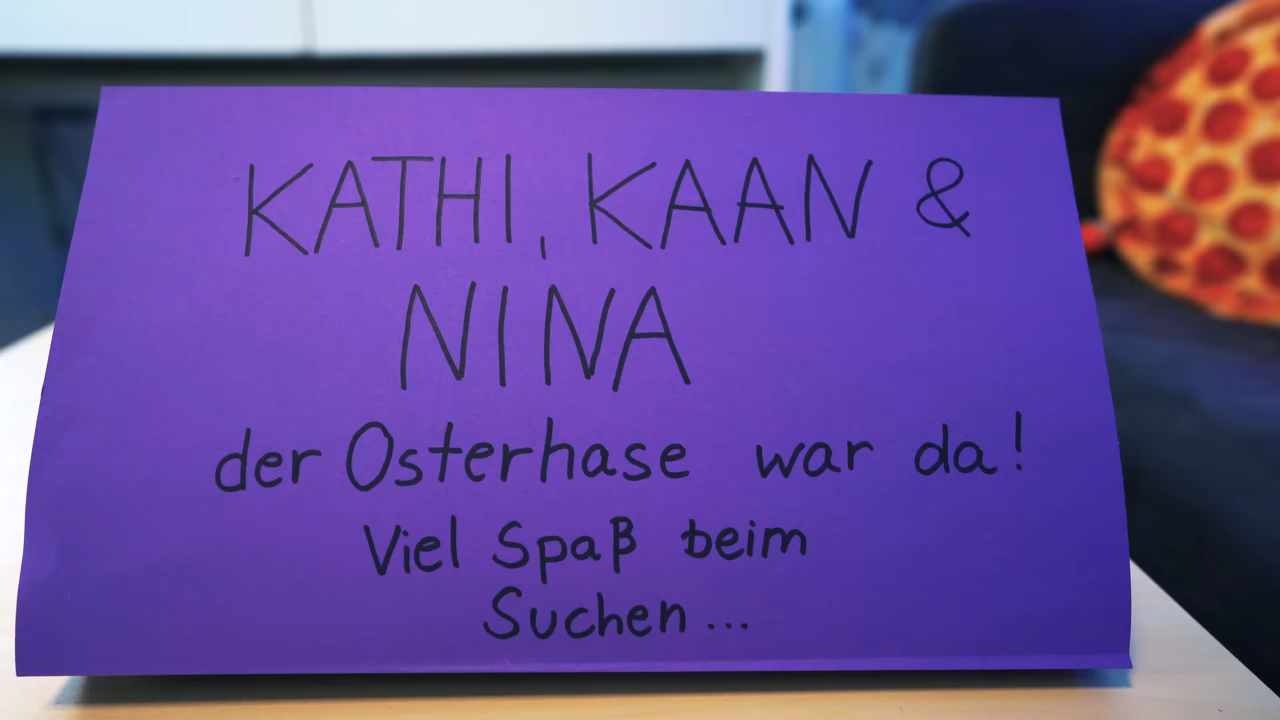 KATHI, KAAN &
NINA
der Osterhase war da!
Viel Spaß beim
Suchen...